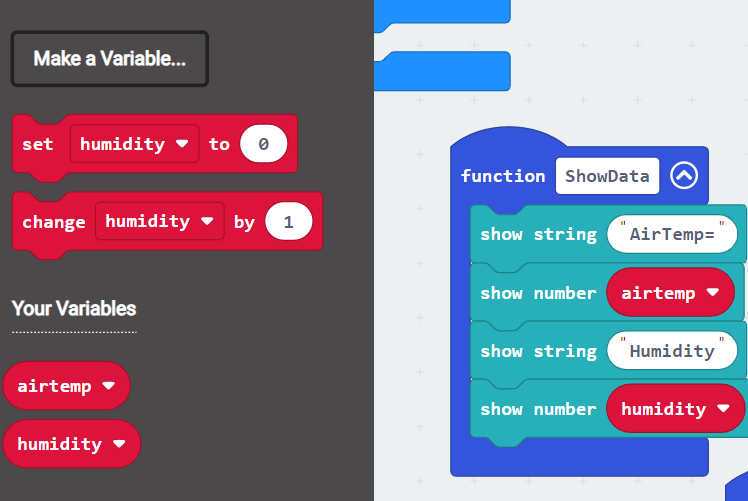 Make a Variable...
set humidity to 0
change humidity by 1
Your Variables
airtemp
humidity
function ShowData
show string "AirTemp="
show number airtemp
show string "Humidity"
show number humidity